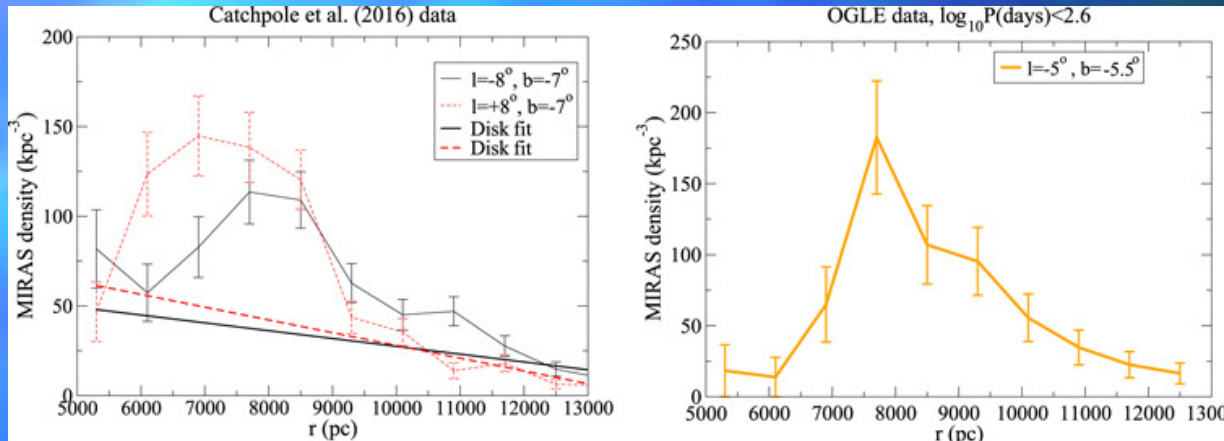 Catchpole et al. (2016) data
200
150
100
50
0
MIRAS density (kpc⁻³)
l=-8°, b=-7°
l=+8°, b=-7°
Disk fit
Disk fit
5000 6000 7000 8000 9000 10000 11000 12000 13000
r (pc)
OGLE data, log₁₀P(days)<2.6
250
200
150
100
50
0
MIRAS density (kpc⁻³)
l=-5°, b=-5.5°
5000 6000 7000 8000 9000 10000 11000 12000 1300
r (pc)